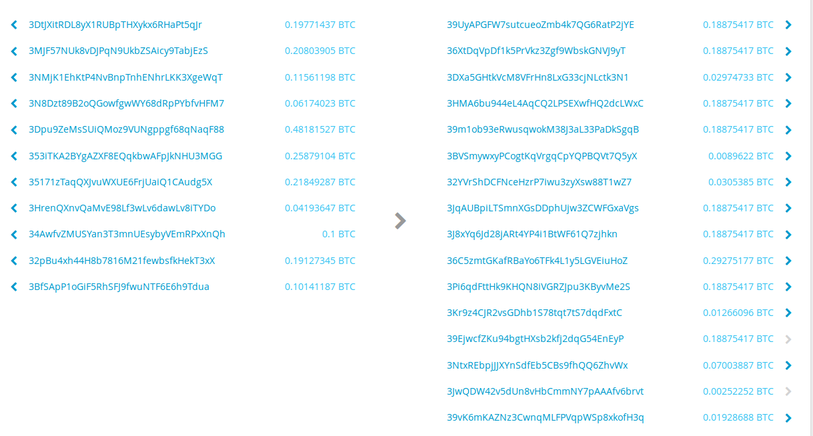 3DtJXitRDL8yX1RUBpTHXykx6RHaPt5qJr 0.19771437 BTC 39UyAPGFW7sutcueoZmb4k7QG6RatP2jYE 0.18875417 BTC
3MJF57NUk8vDJPqN9UkbZSAicy9TabjEzS 0.20803905 BTC 36XtDqVpDf1k5PrVkz3Zgf9WbskGNVJ9yT 0.18875417 BTC
3NMjK1EhKtP4NvBnpTnhENhrLKK3XgeWqT 0.11561198 BTC 3DXa5GHtkVcM8VFrHn8LxG33cjNLctk3N1 0.02974733 BTC
3N8Dzt89B2oQGowfgwWY68dRpPYbfvHFM7 0.06174023 BTC 3HMA6bu944eL4AqCQ2LPSEXwfHQ2dcLWxC 0.18875417 BTC
3Dpu9ZeMsSUiQMoz9VUNgppgf68qNaqF88 0.48181527 BTC 39m1ob93eRwusqwokM38J3aL33PaDkSgqB 0.18875417 BTC
353iTKA2BYgAZXF8EQqkbwAFpJkNHU3MGG 0.25879104 BTC 3BVSmywxyPCogtKqVrgqCpYQPBQVt7Q5yX 0.0089622 BTC
35171zTaqQXJvuWXUE6FrjUaiQ1CAudg5X 0.21849287 BTC 32YVrShDCFNceHzrP7iwu3zyXsw88T1wZ7 0.0305385 BTC
3HrenQXnvQaMvE98Lf3wLv6dawLv8iTYDo 0.04193647 BTC 3JqAUBpiLTSmnXGsDDphUjw3ZCWFGxaVgs 0.18875417 BTC
34AwfvZMUSYan3T3mnUEsybyVEmRPxXnQh 0.1 BTC 3J8xYq6Jd28jARt4YP4i1BtWF61Q7zjhkn 0.18875417 BTC
32pBu4xh44H8b7816M21fewbsfkHekT3xX 0.19127345 BTC 36C5zmtGKafRBaYo6TFk4L1y5LGVEiuHoZ 0.29275177 BTC
3BfSApP1oGiF5RhSFJ9fwuNTF6E6h9Tdua 0.10141187 BTC 3Pi6qdFttHk9KHQN8iVGRZJpu3KByvMe2S 0.18875417 BTC
3Kr9z4CJR2vsGDhb1S78tqt7tS7dqdFxtC 0.01266096 BTC
39EjwcfZKu94bgtHXsb2kfj2dqG54EnEyP 0.18875417 BTC
3NtxREbpjJJXYnSdfEb5CBs9fhQQ6ZhvWx 0.07003887 BTC
3JwQDW42v5dUn8vHbCmmNY7pAAAfv6brvt 0.00252252 BTC
39vK6mKAZNz3CwnqMLFPVqpWSp8xkofH3q 0.01928688 BTC